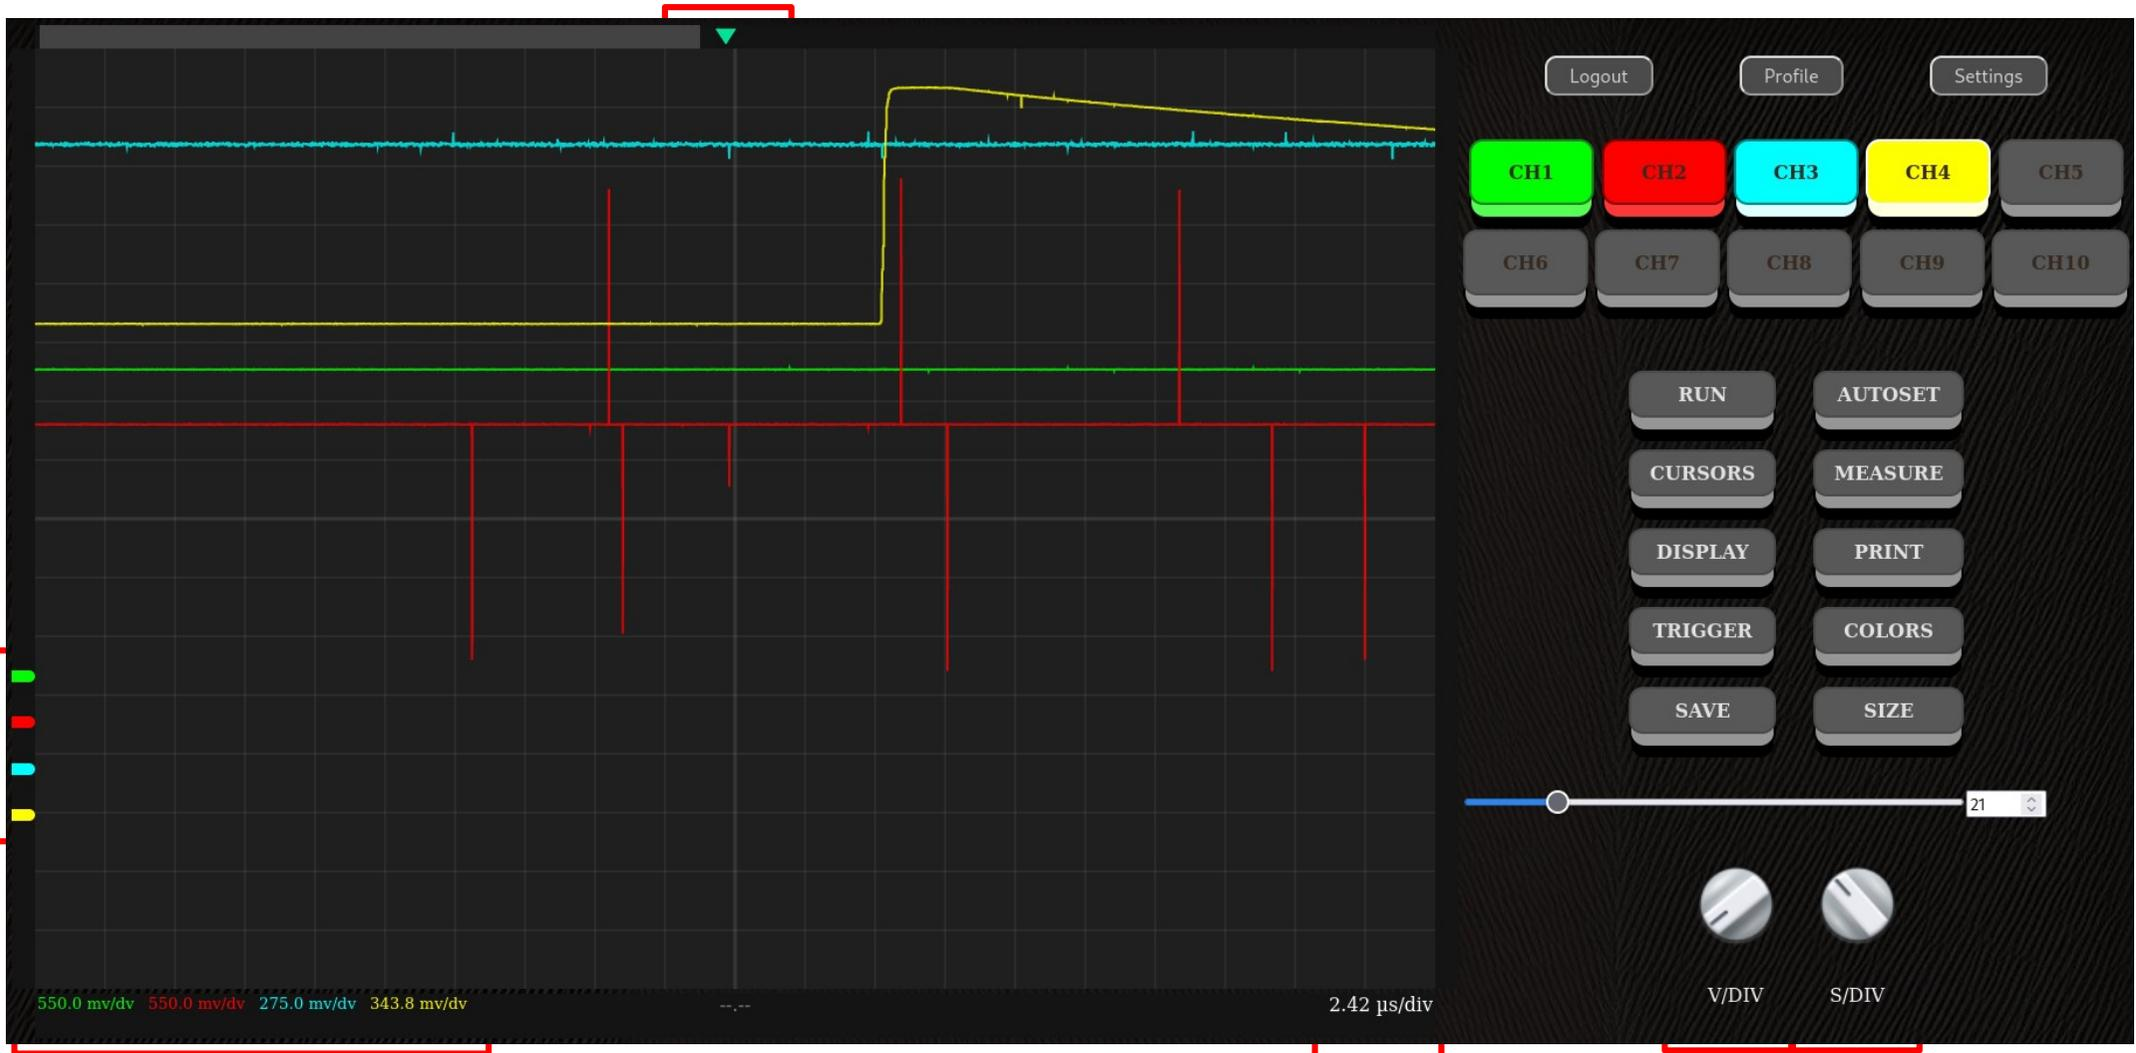 Logout Profile Settings
CH1 CH2 CH3 CH4 CH5
CH6 CH7 CH8 CH9 CH10
RUN AUTOSET
CURSORS MEASURE
DISPLAY PRINT
TRIGGER COLORS
SAVE SIZE
21
V/DIV S/DIV
550.0 mv/dv 550.0 mv/dv 275.0 mv/dv 343.8 mv/dv --.-- 2.42 µs/div